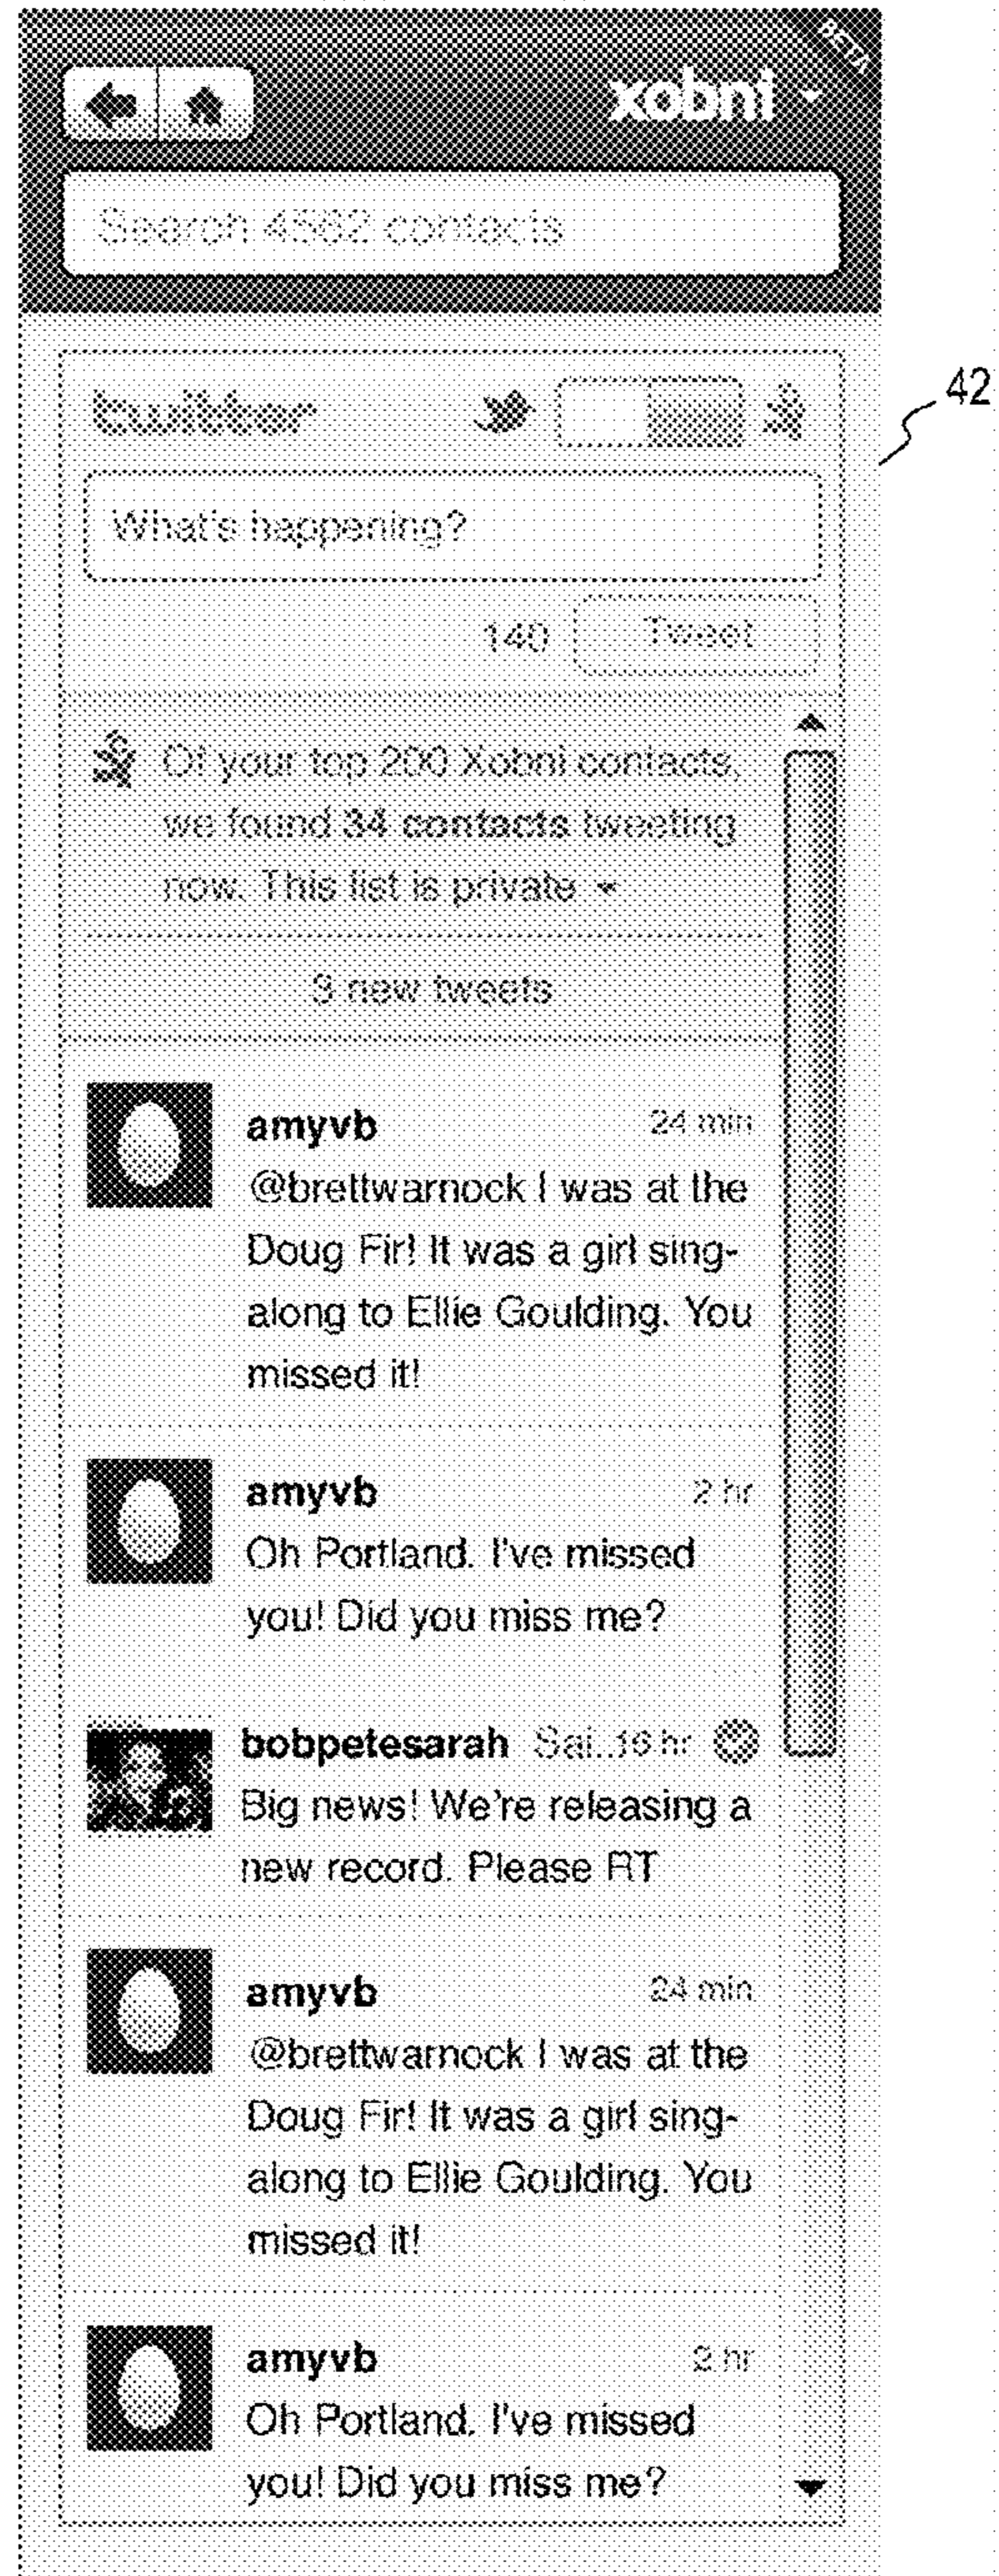 BETA
xobni
Search 4562 contacts
42
twitter
What's happening?
140 Tweet
Of your top 200 Xobni contacts,
we found 34 contacts tweeting
now. This list is private
3 new tweets
amyvb 24 min
@brettwarnock I was at the
Doug Fir! It was a girl sing-
along to Ellie Goulding. You
missed it!
amyvb 2 hr
Oh Portland. I've missed
you! Did you miss me?
bobpetesarah 16 hr
Big news! We're releasing a
new record. Please RT
amyvb 24 min
@brettwarnock I was at the
Doug Fir! It was a girl sing-
along to Ellie Goulding. You
missed it!
amyvb 2 hr
Oh Portland. I've missed
you! Did you miss me?